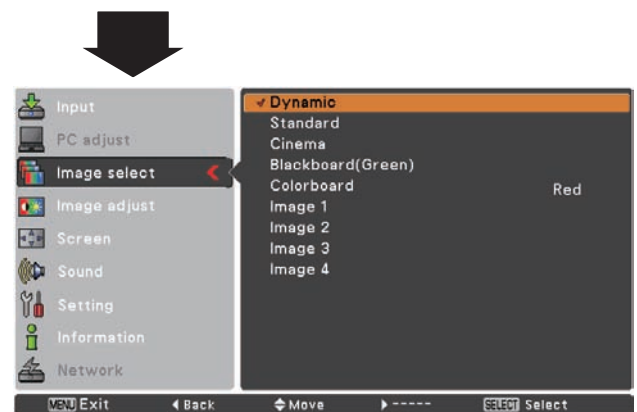 Input
PC adjust
Image select
Image adjust
Screen
Sound
Setting
Information
Network
Dynamic
Standard
Cinema
Blackboard(Green)
Colorboard Red
Image 1
Image 2
Image 3
Image 4
MENU Exit Back Move ----- SELECT Select